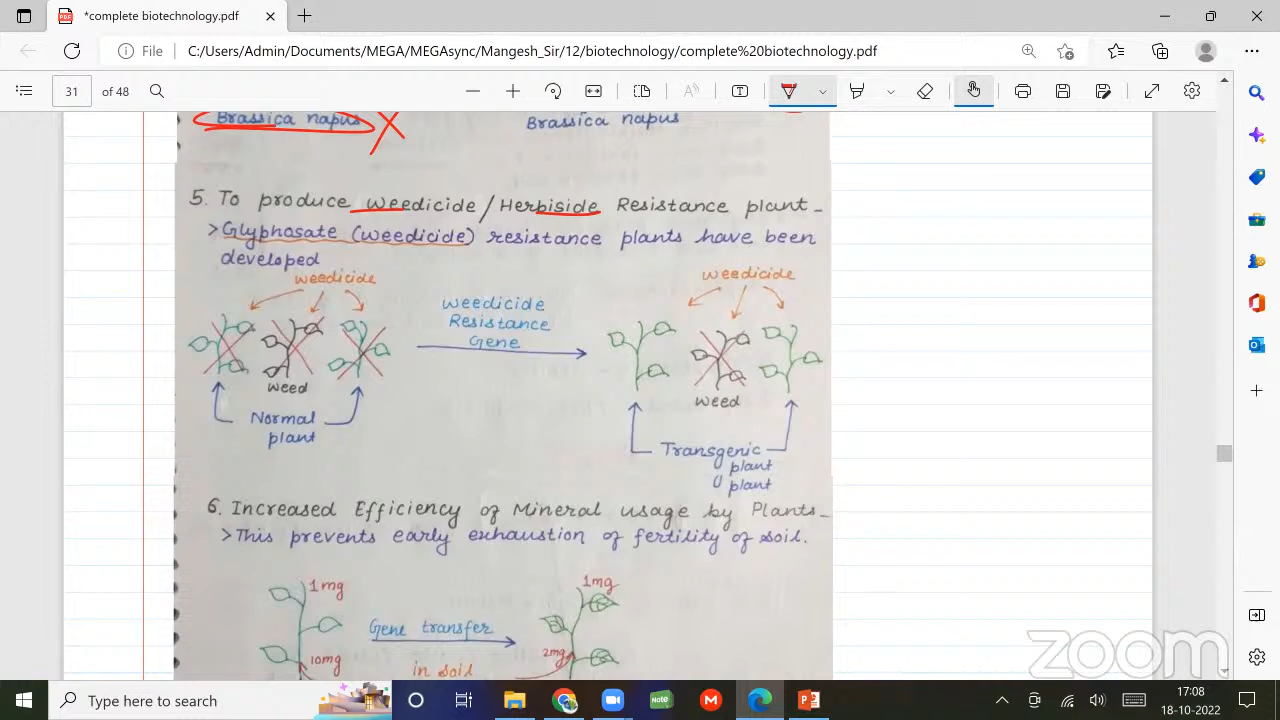 *complete biotechnology.pdf
File
C:/Users/Admin/Documents/MEGA/MEGAsync/Mangesh_Sir/12/biotechnology/complete%20biotechnology.pdf
31 of 48
Brassica napus
Brassica napus
5. To produce weedicide/Herbiside Resistance plant-
> Glyphosate (weedicide) resistance plants have been
developed
weedicide
weedicide
weedicide
Resistance
Gene
weed
weed
Normal
plant
Transgenic
plant
plant
6. Increased Efficiency of Mineral usage by Plants-
> This prevents early exhaustion of fertility of soil.
1mg
1mg
Gene transfer
10mg
in soil
2mg
zoom
Type here to search
Note
17:08
18-10-2022